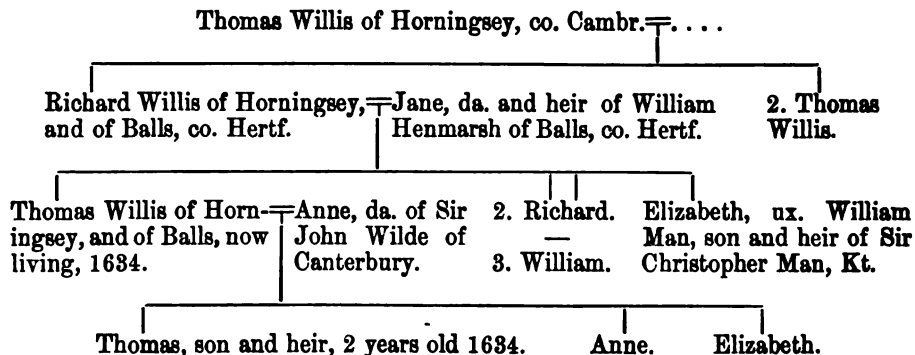 Thomas Willis of Horningsey, co. Cambr.=....
Richard Willis of Horningsey,=Jane, da. and heir of William 2. Thomas
and of Balls, co. Hertf. Henmarsh of Balls, co. Hertf. Willis.
Thomas Willis of Horn-=Anne, da. of Sir 2. Richard. Elizabeth, ux. William
ingsey, and of Balls, now John Wilde of — Man, son and heir of Sir
living, 1634. Canterbury. 3. William. Christopher Man, Kt.
Thomas, son and heir, 2 years old 1634. Anne. Elizabeth.